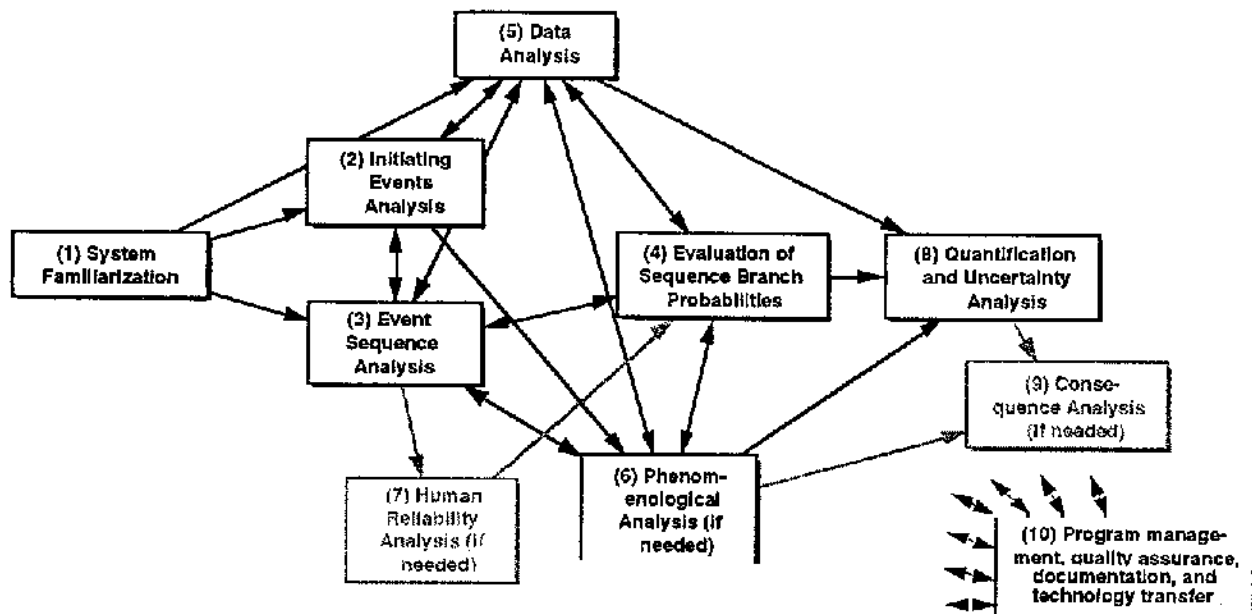 (5) Data
Analysis
(2) Initiating
Events
Analysis
(1) System
Familiarization
(4) Evaluation of
Sequence Branch
Probabilities
(8) Quantification
and Uncertainty
Analysis
(3) Event
Sequence
Analysis
(9) Conse-
quence Analysis
(if needed)
(7) Human
Reliability
Analysis (if
needed)
(6) Phenom-
enological
Analysis (if
needed)
(10) Program manage-
ment, quality assurance,
documentation, and
technology transfer